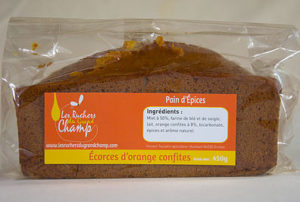 Les Ruchers
du Grand
Champ
www.lesruchersdugrandchamp.com
Pain d'Épices
Ingrédients :
Miel à 50%, farine de blé et de seigle,
lait, orange confites à 8%, bicarbonate,
épices et arôme naturel.
Écorces d'orange confites
450g